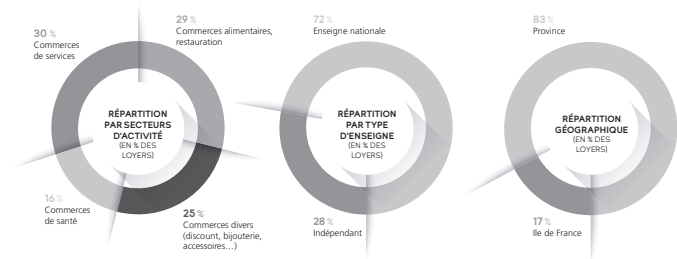 30 %
Commerces
de services
29 %
Commerces alimentaires,
restauration
RÉPARTITION
PAR SECTEURS
D'ACTIVITÉ
(EN % DES
LOYERS)
16 %
Commerces
de santé
25 %
Commerces divers
(discount, bijouterie,
accessoires...)
72 %
Enseigne nationale
RÉPARTITION
PAR TYPE
D'ENSEIGNE
(EN % DES
LOYERS)
28 %
Indépendant
83 %
Province
RÉPARTITION
GÉOGRAPHIQUE
(EN % DES
LOYERS)
17 %
Ile de France